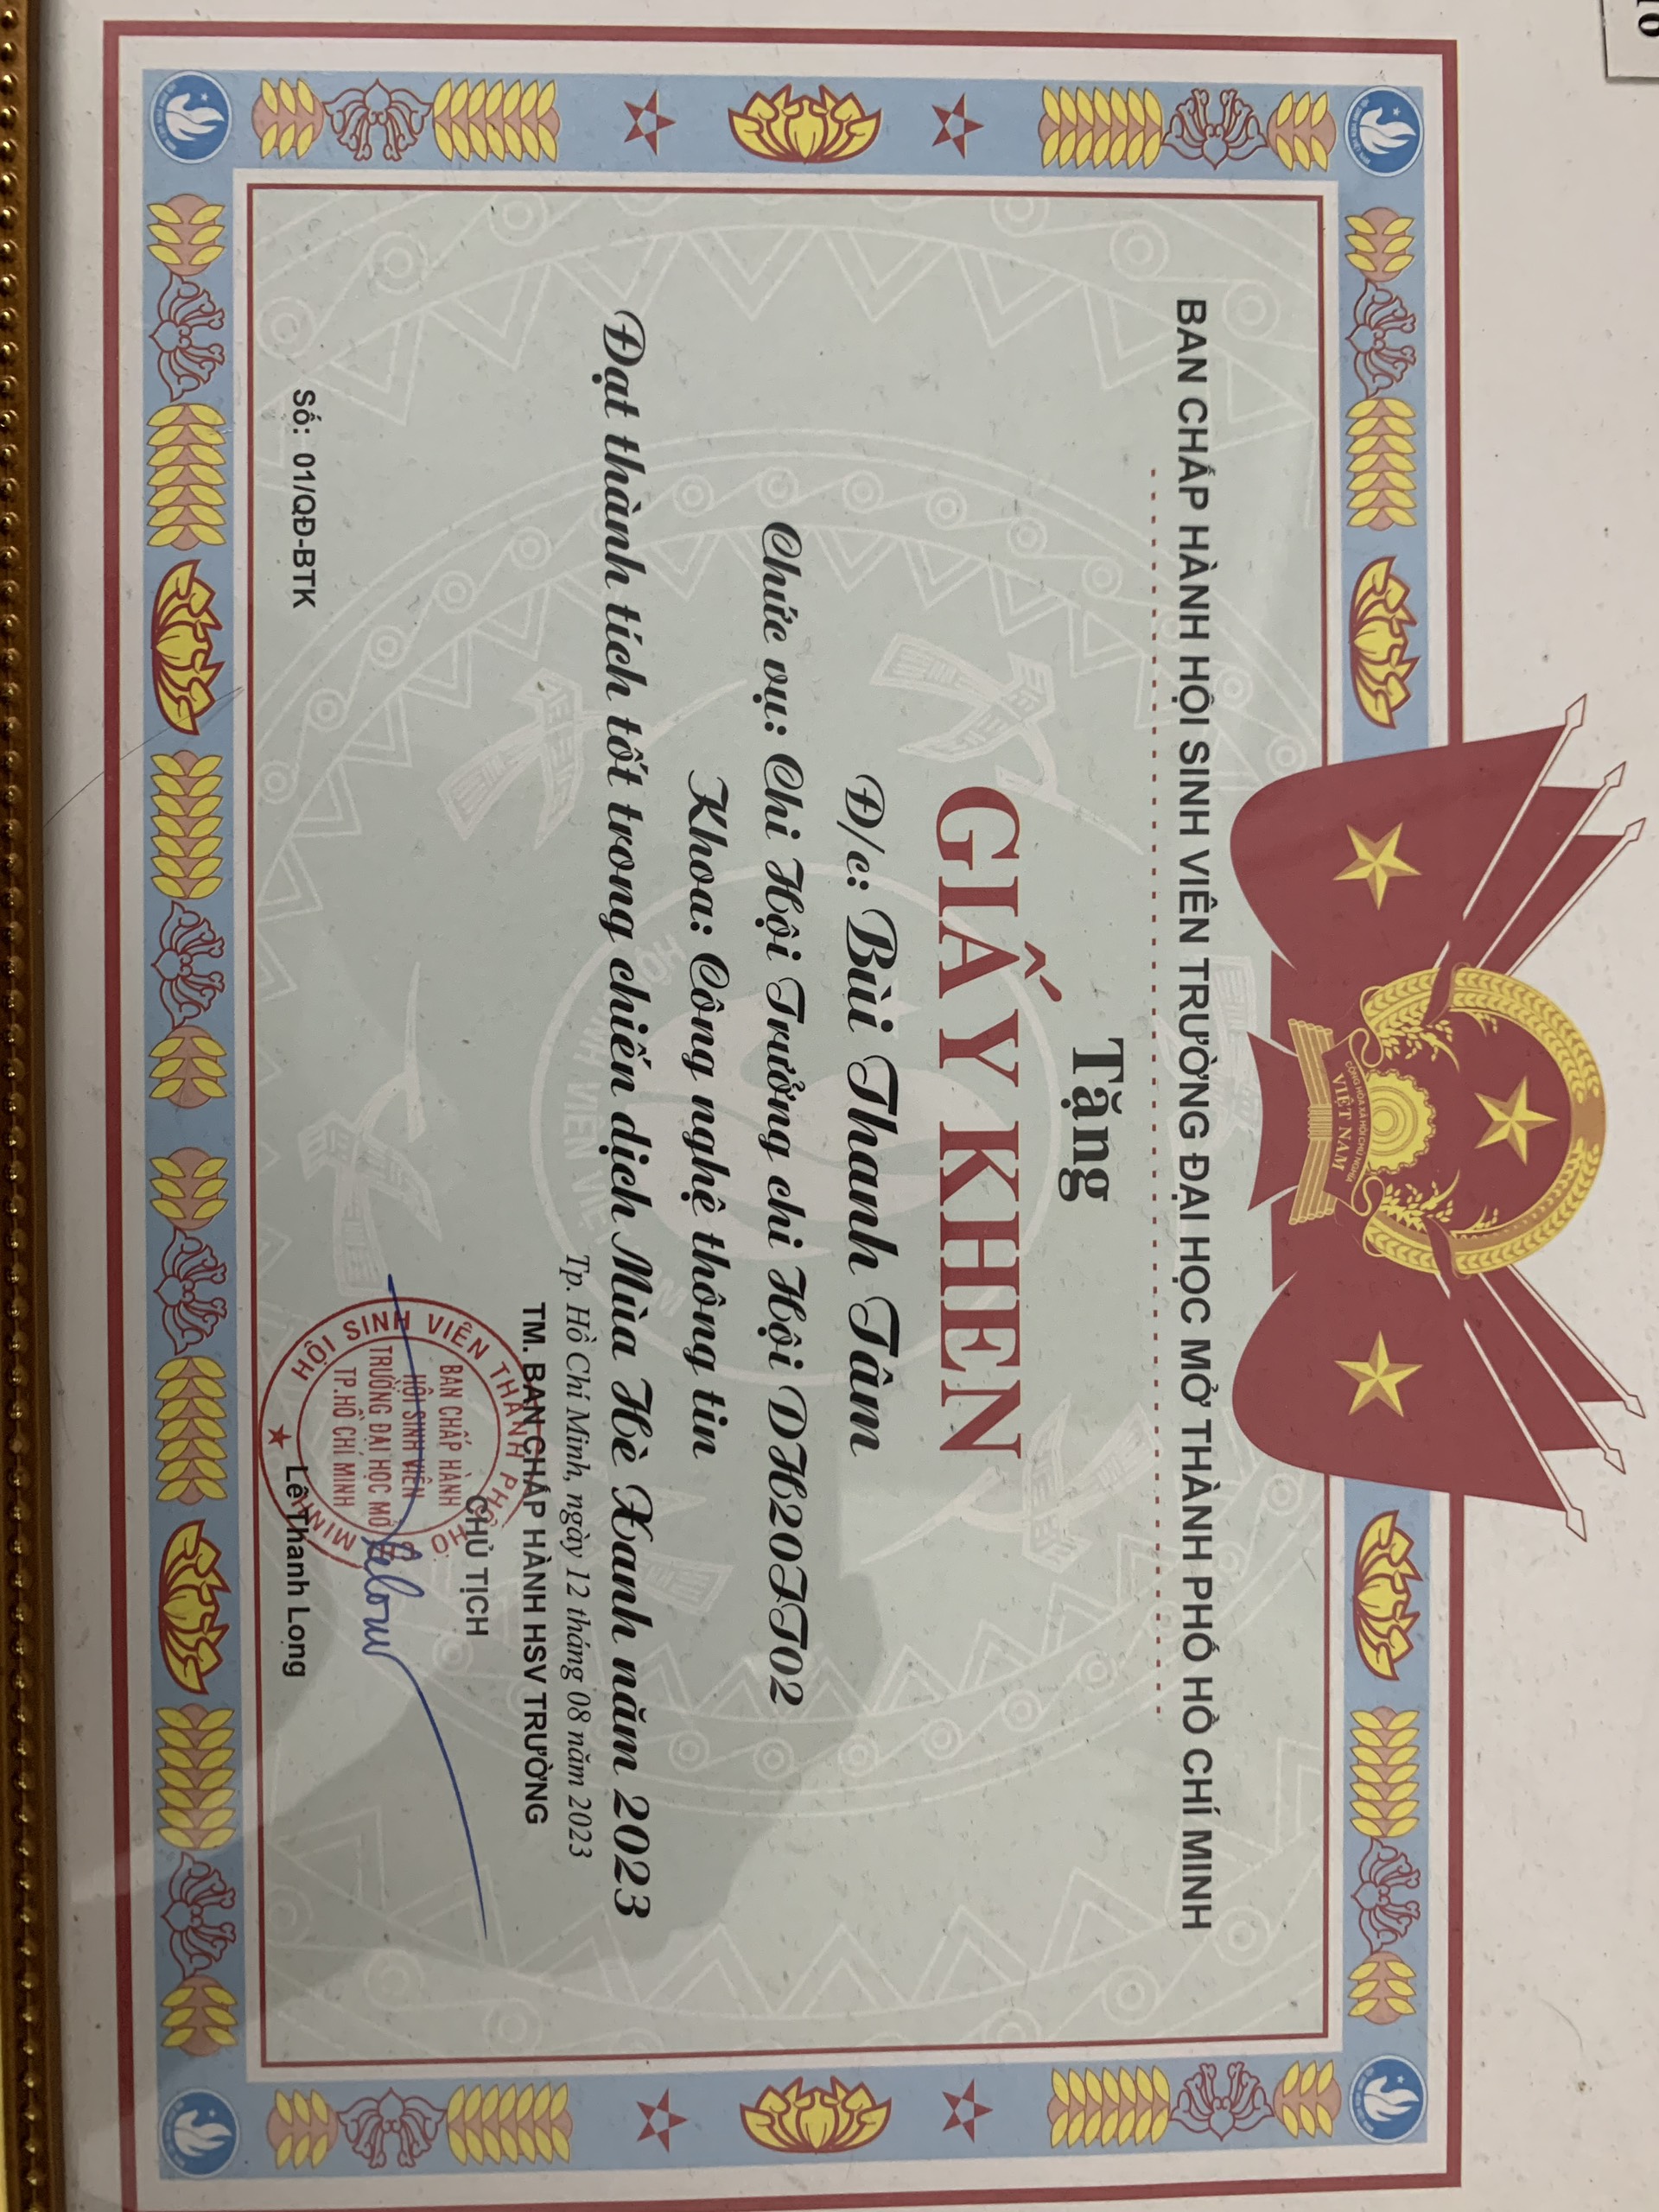 CỘNG HÒA XÃ HỘI CHỦ NGHĨA
VIỆT NAM
BAN CHẤP HÀNH HỘI SINH VIÊN TRƯỜNG ĐẠI HỌC MỞ THÀNH PHỐ HỒ CHÍ MINH
Tặng
GIẤY KHEN
Đ/c: Bùi Thanh Tâm
Chức vụ: Chi Hội Trưởng chi Hội DH20IT02
Khoa: Công nghệ thông tin
Đạt thành tích tốt trong chiến dịch Mùa Hè Xanh năm 2023
Tp. Hồ Chí Minh, ngày 12 tháng 08 năm 2023
TM. BAN CHẤP HÀNH HSV TRƯỜNG
CHỦ TỊCH
HỘI SINH VIÊN THÀNH PHỐ HỒ CHÍ MINH
BAN CHẤP HÀNH
HỘI SINH VIÊN
TRƯỜNG ĐẠI HỌC MỞ
TP.HỒ CHÍ MINH
Số: 01/QĐ-BTK
Lê Thanh Long